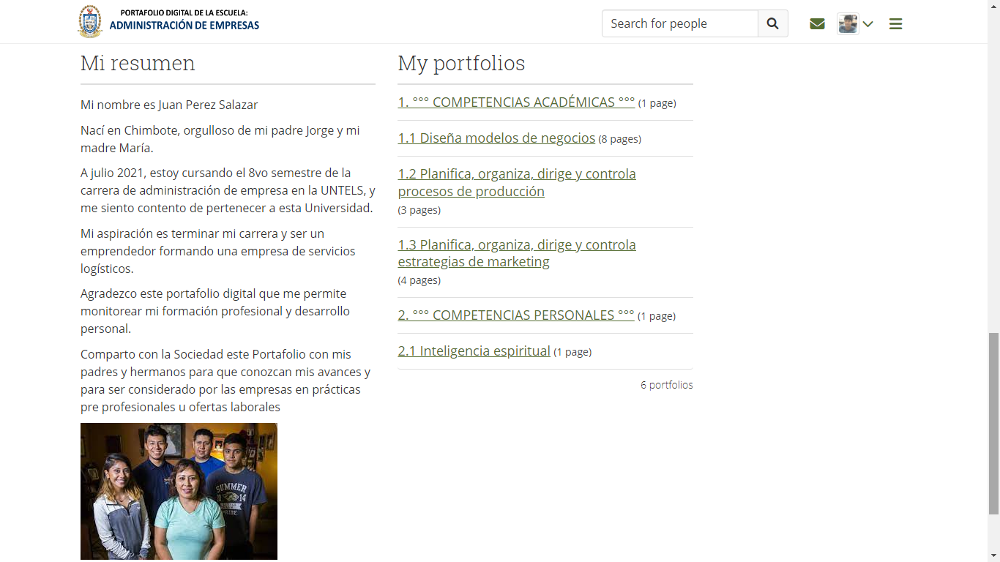 PORTAFOLIO DIGITAL DE LA ESCUELA:
ADMINISTRACIÓN DE EMPRESAS
Search for people
Mi resumen
Mi nombre es Juan Perez Salazar
Nací en Chimbote, orgulloso de mi padre Jorge y mi
madre María.
A julio 2021, estoy cursando el 8vo semestre de la
carrera de administración de empresa en la UNTELS, y
me siento contento de pertenecer a esta Universidad.
Mi aspiración es terminar mi carrera y ser un
emprendedor formando una empresa de servicios
logísticos.
Agradezco este portafolio digital que me permite
monitorear mi formación profesional y desarrollo
personal.
Comparto con la Sociedad este Portafolio con mis
padres y hermanos para que conozcan mis avances y
para ser considerado por las empresas en prácticas
pre profesionales u ofertas laborales
SUMMER
My portfolios
1. °°° COMPETENCIAS ACADÉMICAS °°° (1 page)
1.1 Diseña modelos de negocios (8 pages)
1.2 Planifica, organiza, dirige y controla
procesos de producción
(3 pages)
1.3 Planifica, organiza, dirige y controla
estrategias de marketing
(4 pages)
2. °°° COMPETENCIAS PERSONALES °°° (1 page)
2.1 Inteligencia espiritual (1 page)
6 portfolios